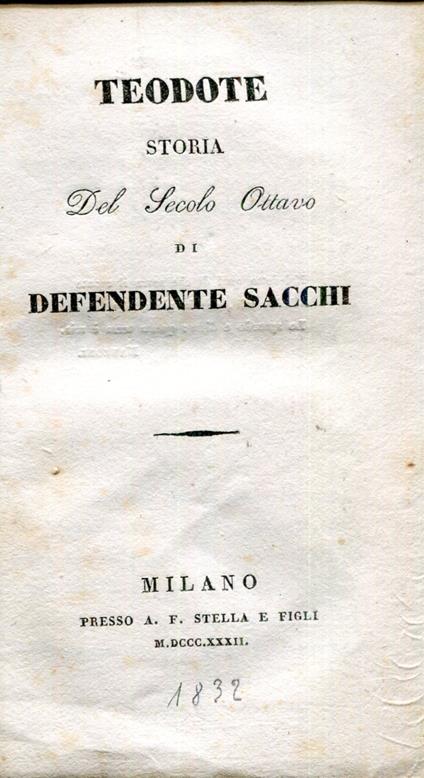 TEODOTE
STORIA
Del Secolo Ottavo
DI
DEFENDENTE SACCHI
MILANO
PRESSO A. F. STELLA E FIGLI
M.DCCC.XXXII.
1832